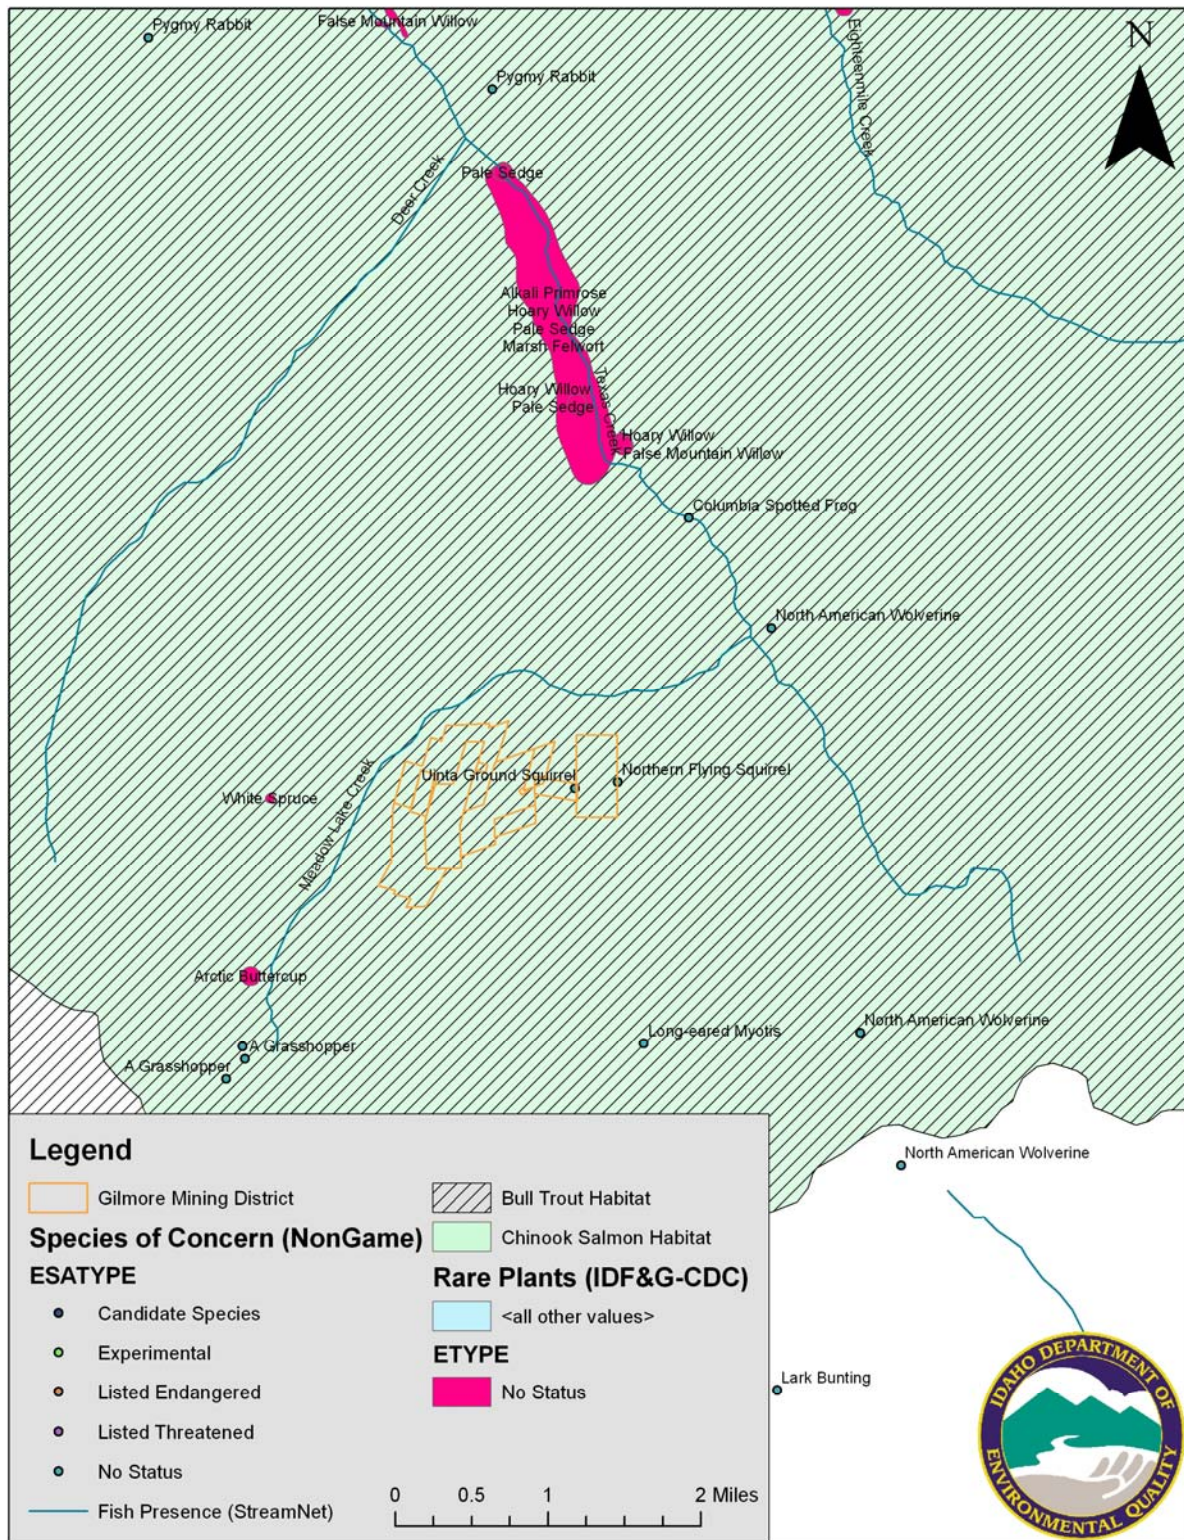 Pygmy Rabbit
False Mountain Willow
Eighteenmile Creek
N
Pygmy Rabbit
Deer Creek
Pale Sedge
Alkali Primrose
Hoary Willow
Pale Sedge
Marsh Felwort
Texas Creek
Hoary Willow
Pale Sedge
Hoary Willow
False Mountain Willow
Columbia Spotted Frog
North American Wolverine
Uinta Ground Squirrel
Northern Flying Squirrel
White Spruce
Meadow Lake Creek
Arctic Buttercup
A Grasshopper
A Grasshopper
Long-eared Myotis
North American Wolverine
North American Wolverine
Lark Bunting
Legend
Gilmore Mining District
Species of Concern (NonGame)
ESATYPE
Candidate Species
Experimental
Listed Endangered
Listed Threatened
No Status
Fish Presence (StreamNet)
Bull Trout Habitat
Chinook Salmon Habitat
Rare Plants (IDF&G-CDC)
<all other values>
ETYPE
No Status
0 0.5 1 2 Miles
IDAHO DEPARTMENT OF
ENVIRONMENTAL QUALITY